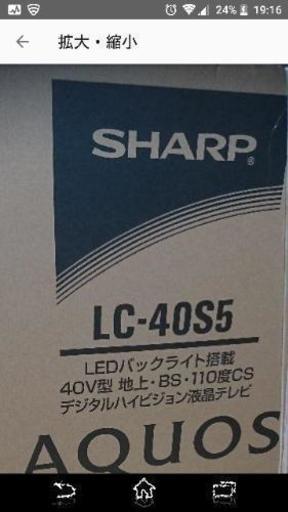 24% 19:16
拡大・縮小
SHARP®
LC-40S5
LEDバックライト搭載
40V型 地上・BS・110度CS
デジタルハイビジョン液晶テレビ
AQUOS